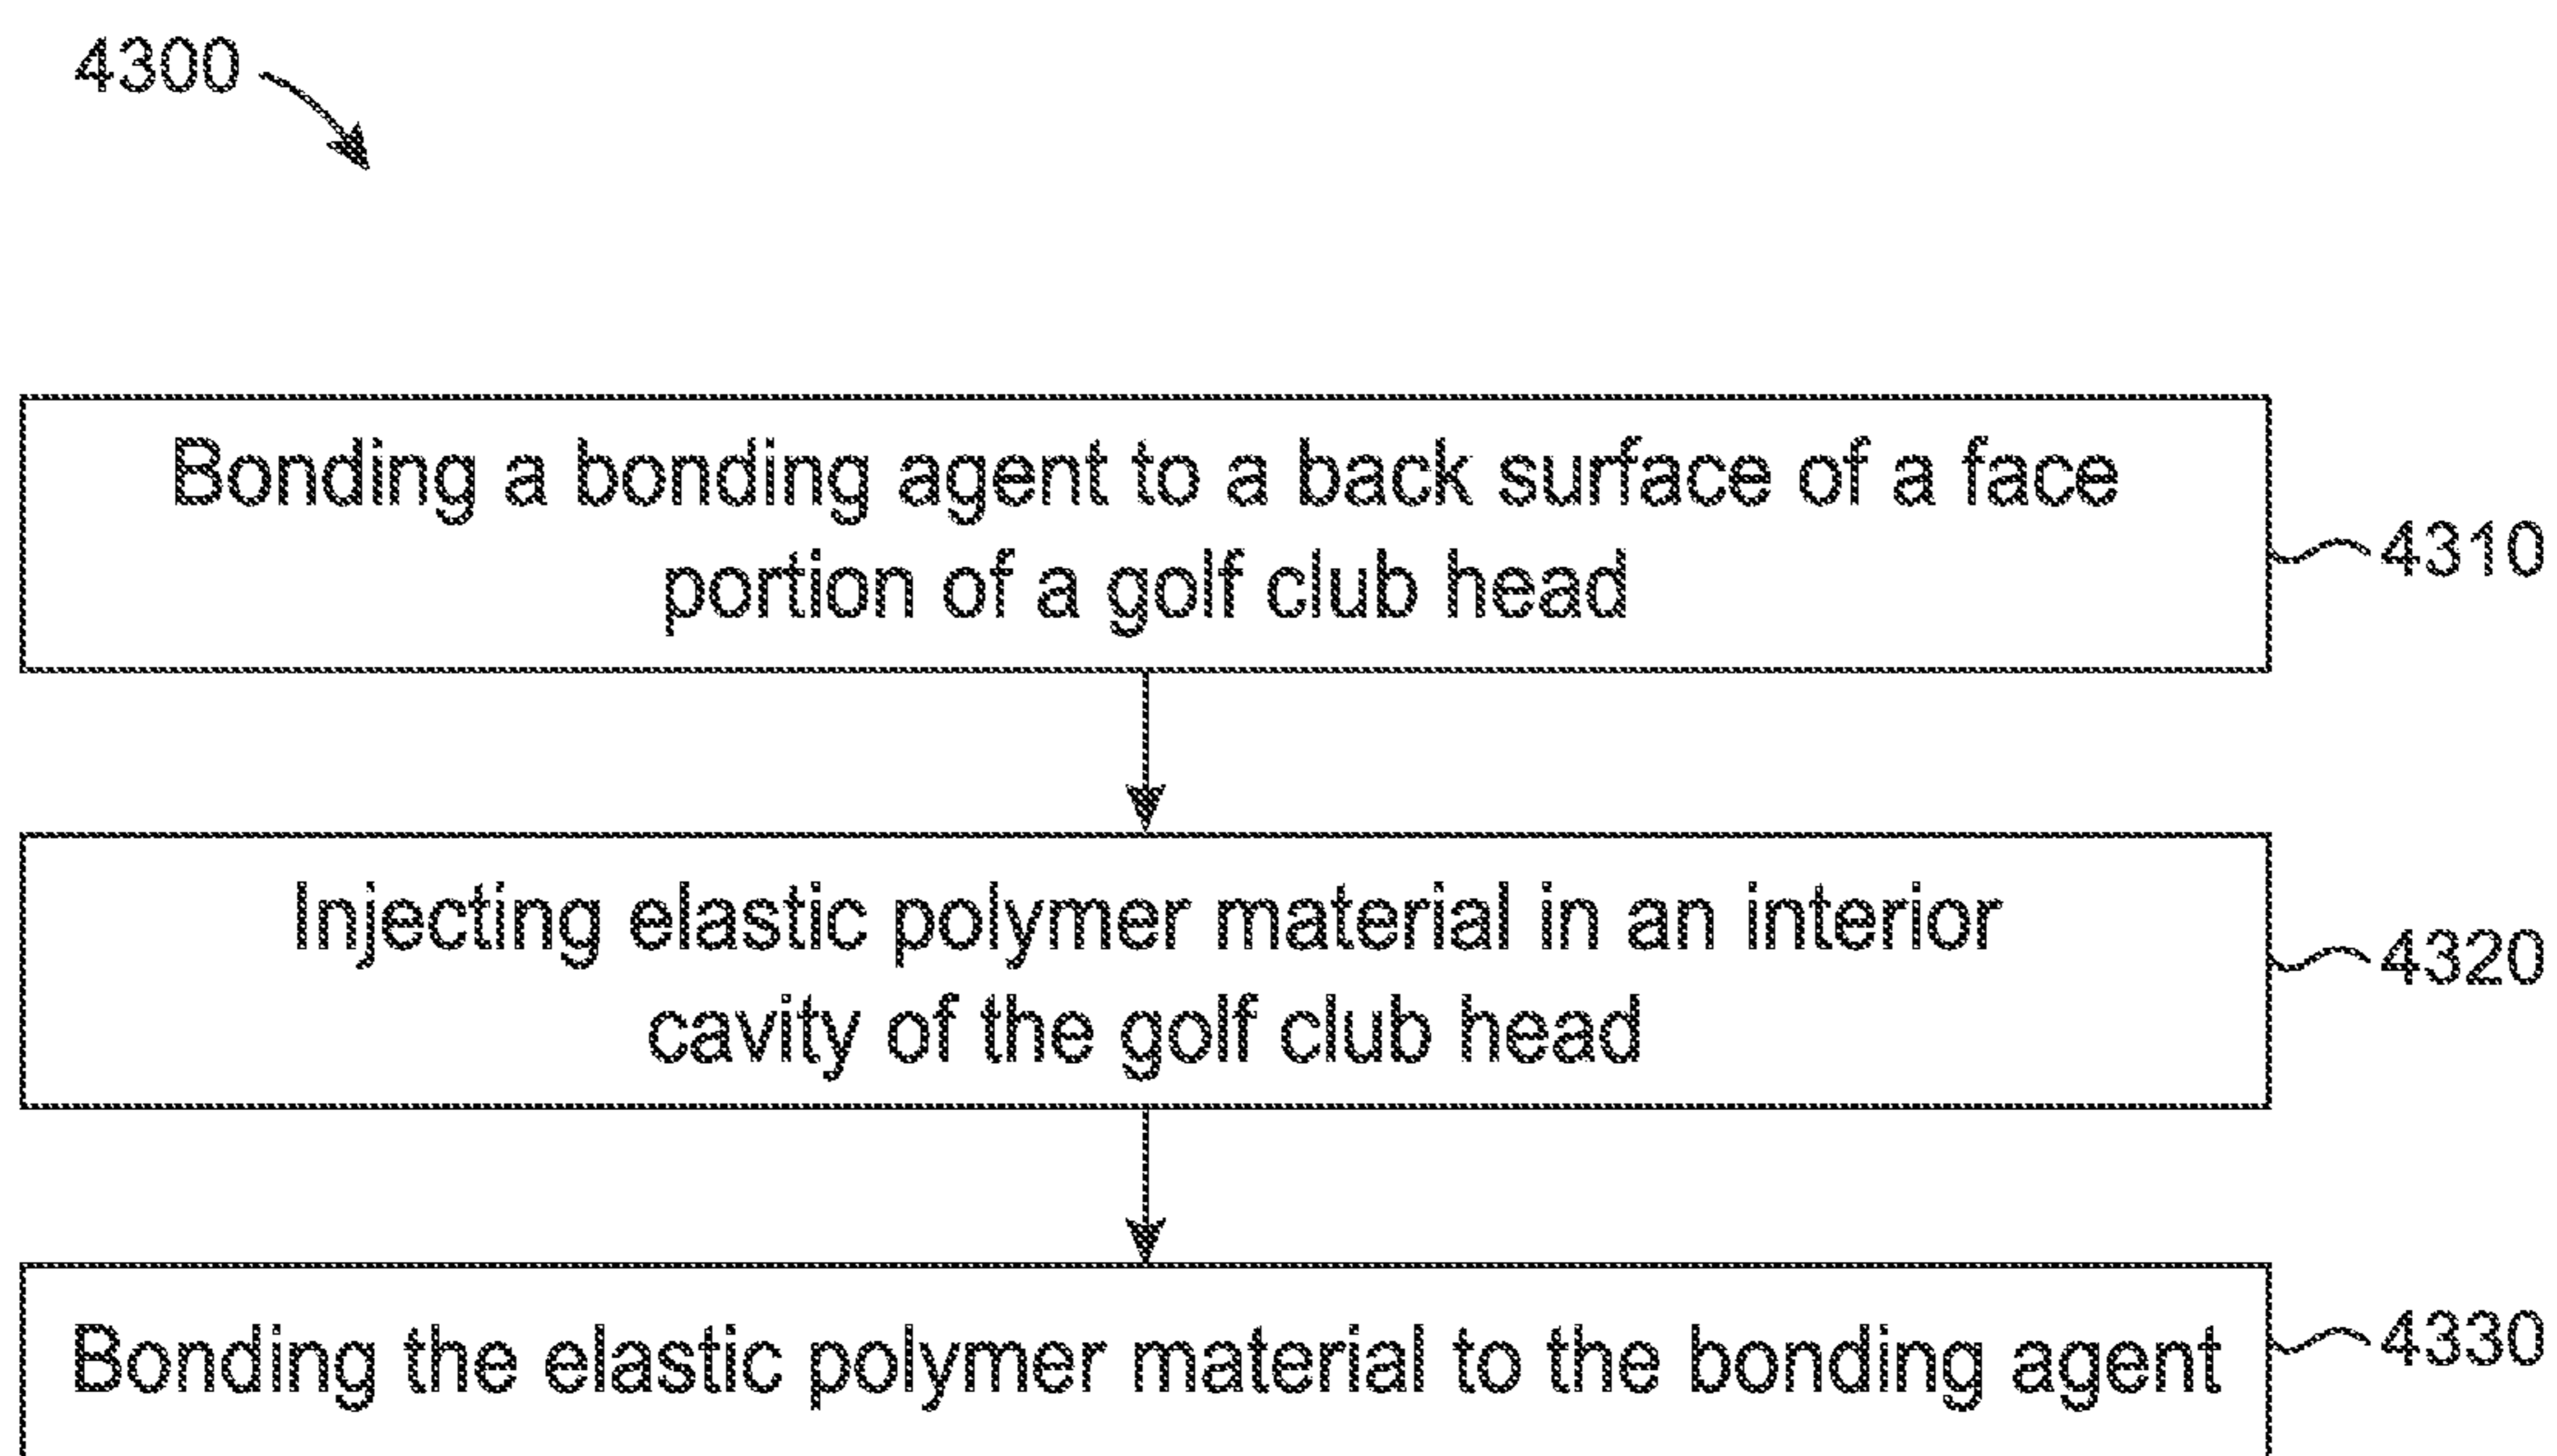 4300
Bonding a bonding agent to a back surface of a face
portion of a golf club head
4310
Injecting elastic polymer material in an interior
cavity of the golf club head
4320
Bonding the elastic polymer material to the bonding agent
4330